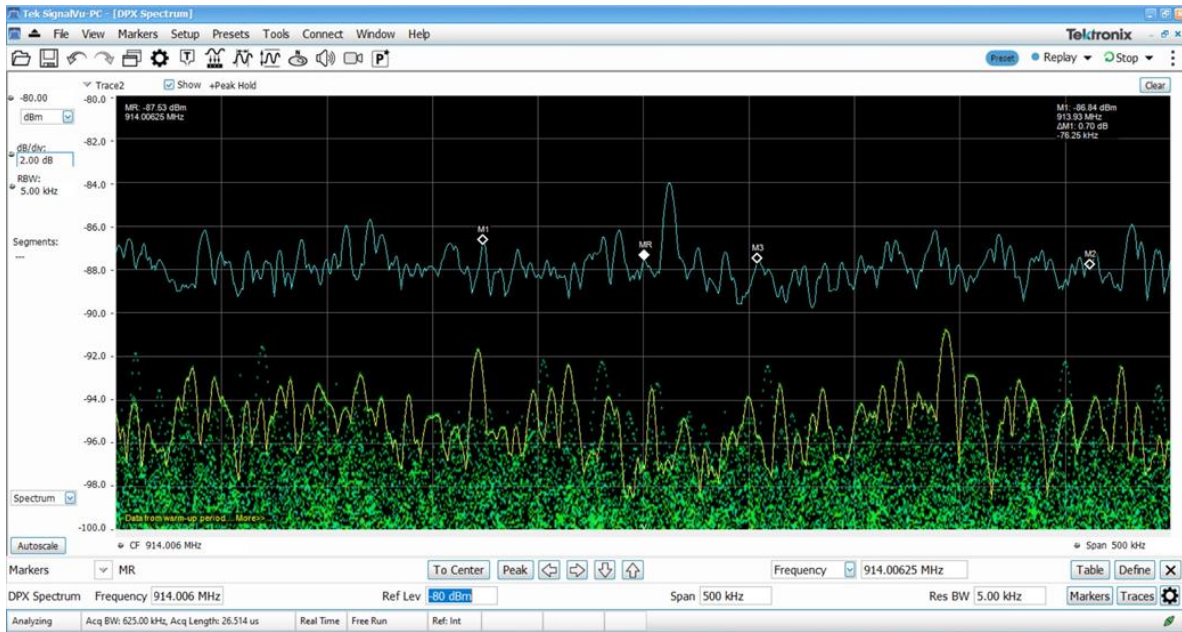 Tek SignalVu-PC - [DPX Spectrum]
File View Markers Setup Presets Tools Connect Window Help
Tektronix
Preset Replay Stop
Trace2 Show +Peak Hold
Clear
-80.00
dBm
dB/div:
2.00 dB
RBW:
5.00 kHz
Segments:
---
Spectrum
Autoscale
-80.0
-82.0
-84.0
-86.0
-88.0
-90.0
-92.0
-94.0
-96.0
-98.0
-100.0
MR: -87.53 dBm
914.00625 MHz
M1: -86.84 dBm
913.93 MHz
ΔM1: 0.70 dB
-76.25 kHz
M1
MR
M3
M2
Data from warm-up period... More>>
CF 914.006 MHz
Span 500 kHz
Markers MR To Center Peak Frequency 914.00625 MHz Table Define
DPX Spectrum Frequency 914.006 MHz Ref Lev -80 dBm Span 500 kHz Res BW 5.00 kHz Markers Traces
Analyzing Acq BW: 625.00 kHz, Acq Length: 26.514 us Real Time Free Run Ref: Int